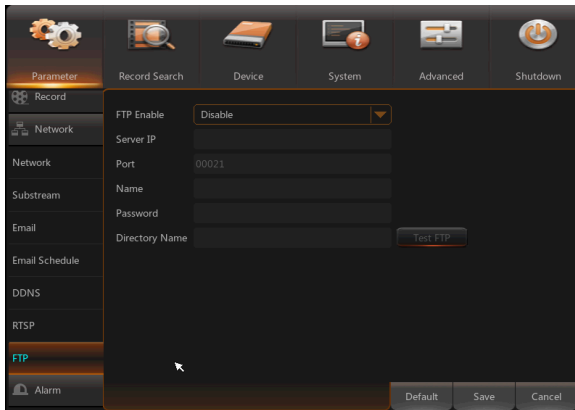 Parameter Record Search Device System Advanced Shutdown
Record
Network
Network
Substream
Email
Email Schedule
DDNS
RTSP
FTP
Alarm
FTP Enable Disable
Server IP
Port 00021
Name
Password
Directory Name Test FTP
Default Save Cancel